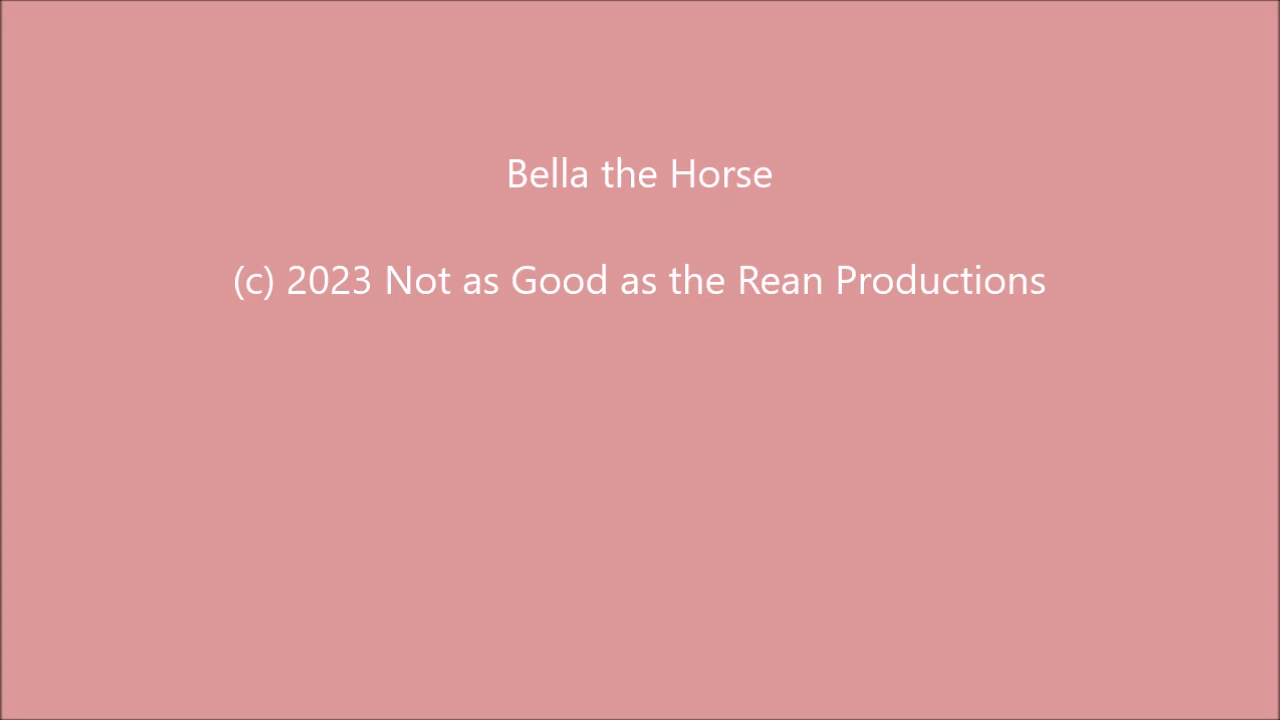 Bella the Horse
(c) 2023 Not as Good as the Rean Productions